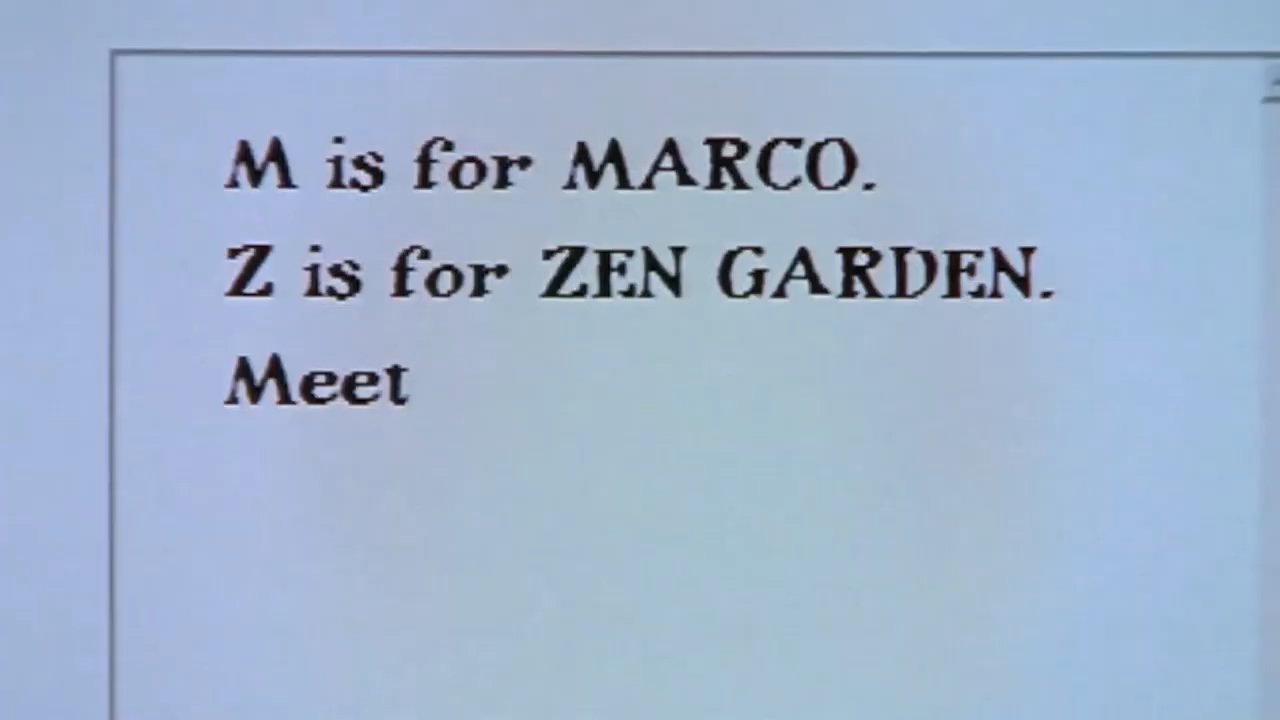 M is for MARCO.
Z is for ZEN GARDEN.
Meet